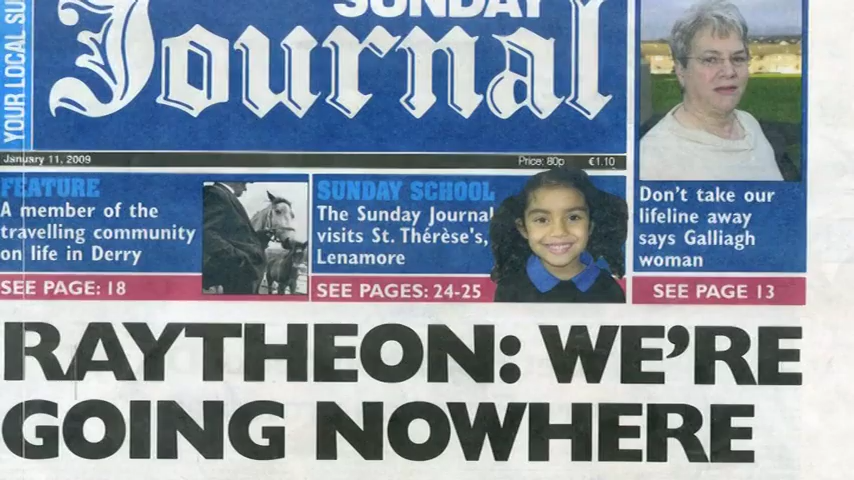 YOUR LOCAL SU
SUNDAY
Journal
January 11, 2009
Price: 80p €1.10
FEATURE
A member of the
travelling community
on life in Derry
SEE PAGE: 18
SUNDAY SCHOOL
The Sunday Journal
visits St. Thérèse's,
Lenamore
SEE PAGES: 24-25
Don't take our
lifeline away
says Galliagh
woman
SEE PAGE 13
RAYTHEON: WE'RE
GOING NOWHERE